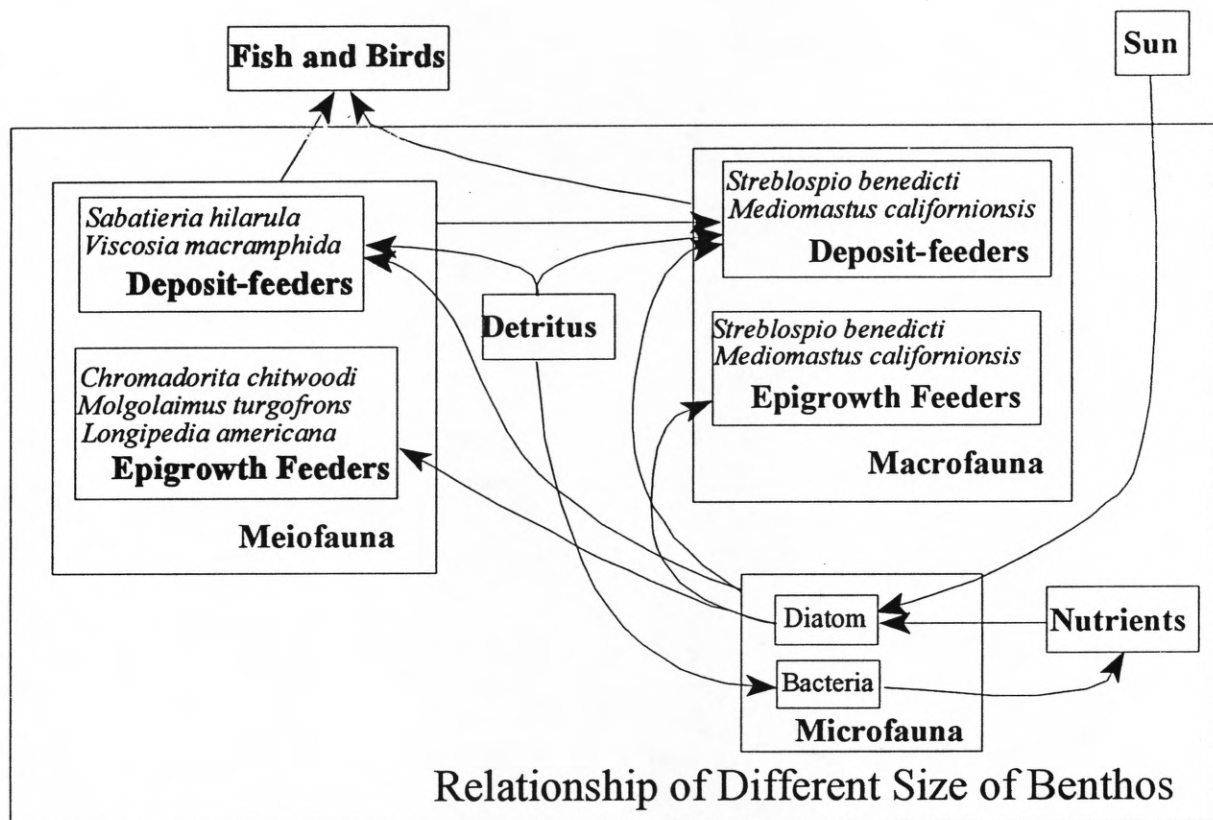 Fish and Birds
Sun
Sabatieria hilarula
Viscosia macramphida
Deposit-feeders
Chromadorita chitwoodi
Molgolaimus turgofrons
Longipedia americana
Epigrowth Feeders
Meiofauna
Detritus
Streblospio benedicti
Mediomastus californionsis
Deposit-feeders
Streblospio benedicti
Mediomastus californionsis
Epigrowth Feeders
Macrofauna
Diatom
Bacteria
Microfauna
Nutrients
Relationship of Different Size of Benthos